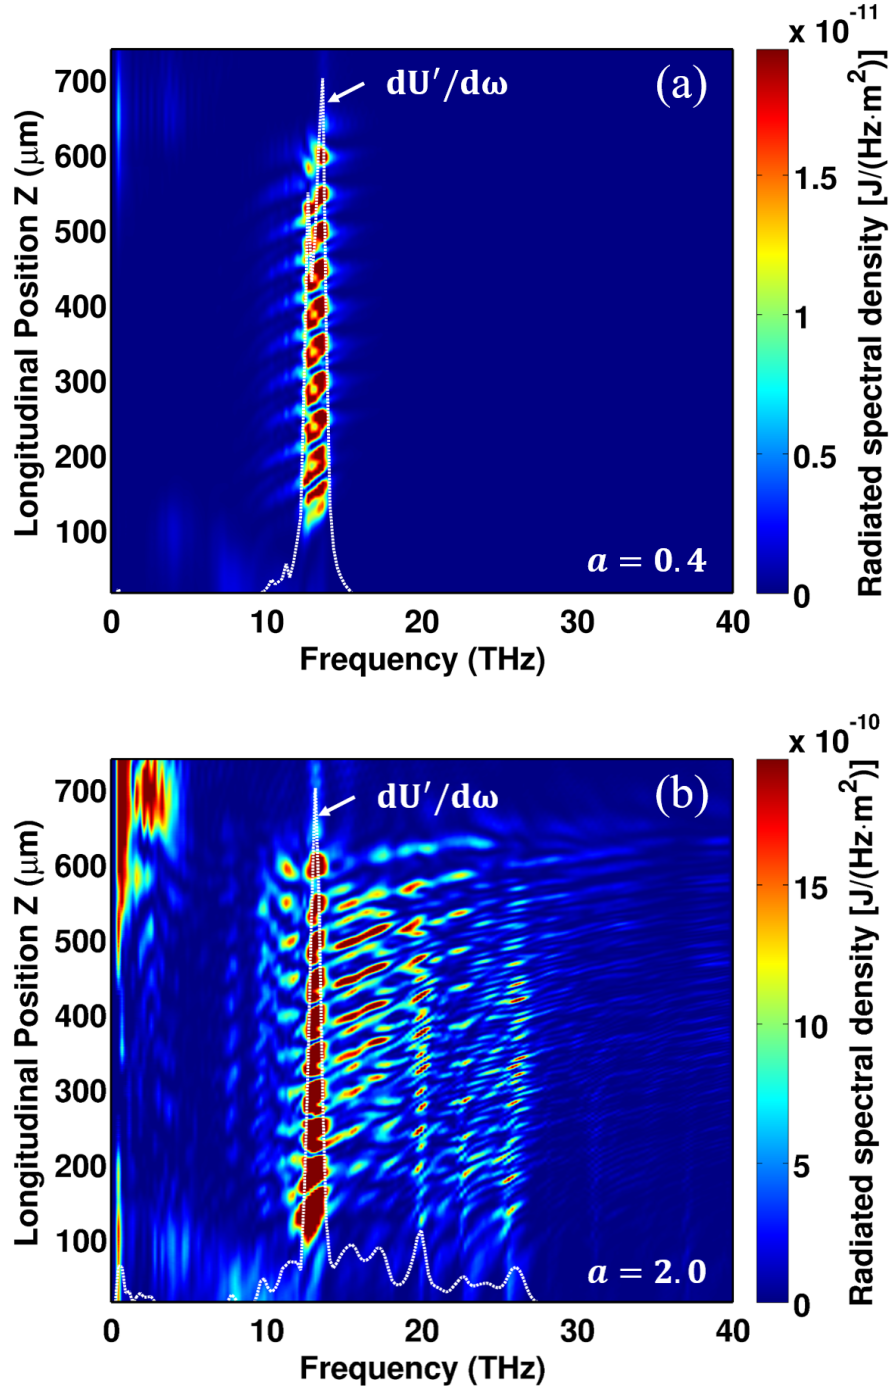 x 10⁻¹¹
Longitudinal Position Z (μm)
700
600
500
400
300
200
100
dU′/dω
(a)
a = 0.4
0
10
20
30
40
Frequency (THz)
1.5
1
0.5
0
Radiated spectral density [J/(Hz·m²)]
x 10⁻¹⁰
Longitudinal Position Z (μm)
700
600
500
400
300
200
100
dU′/dω
(b)
a = 2.0
0
10
20
30
40
Frequency (THz)
15
10
5
0
Radiated spectral density [J/(Hz·m²)]